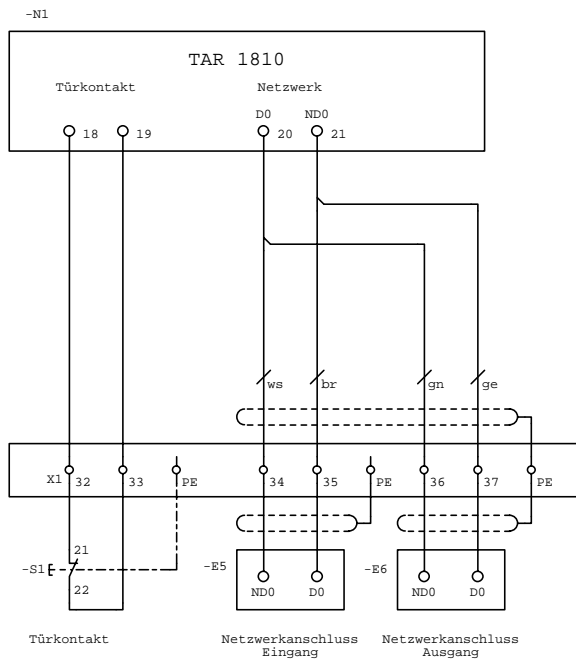 -N1
TAR 1810
Türkontakt Netzwerk
D0 ND0
18 19 20 21
ws br gn ge
X1 32 33 PE 34 35 PE 36 37 PE
21
-S1
22
-E5 -E6
ND0 D0 ND0 D0
Türkontakt Netzwerkanschluss Netzwerkanschluss
Eingang Ausgang